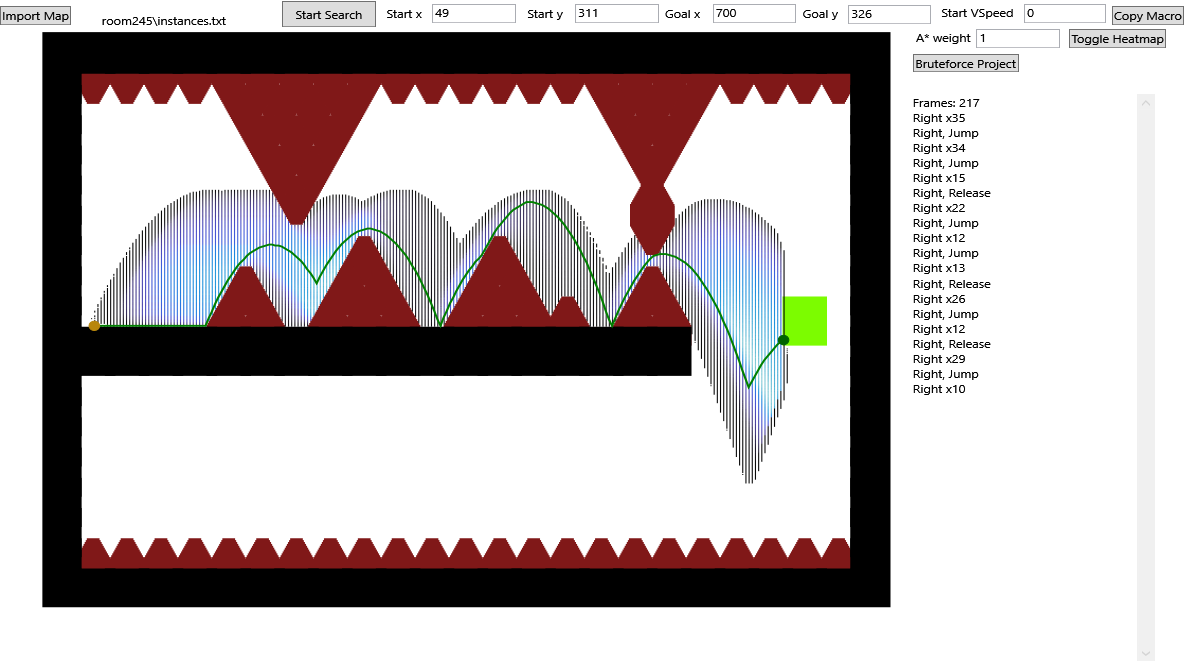 Import Map
room245\instances.txt
Start Search
Start x 49
Start y 311
Goal x 700
Goal y 326
Start VSpeed 0
Copy Macro
A* weight 1
Toggle Heatmap
Bruteforce Project
Frames: 217
Right x35
Right, Jump
Right x34
Right, Jump
Right x15
Right, Release
Right x22
Right, Jump
Right x12
Right, Jump
Right x13
Right, Release
Right x26
Right, Jump
Right x12
Right, Release
Right x29
Right, Jump
Right x10